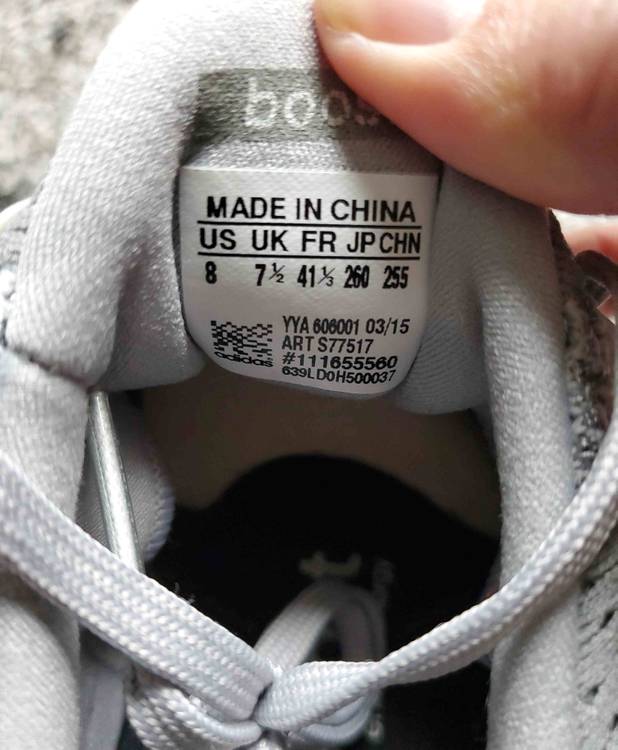 boos
MADE IN CHINA
US UK FR JP CHN
8 7½ 41⅓ 260 255
YYA 606001 03/15
ART S77517
adidas #111655560
639LD0H500037